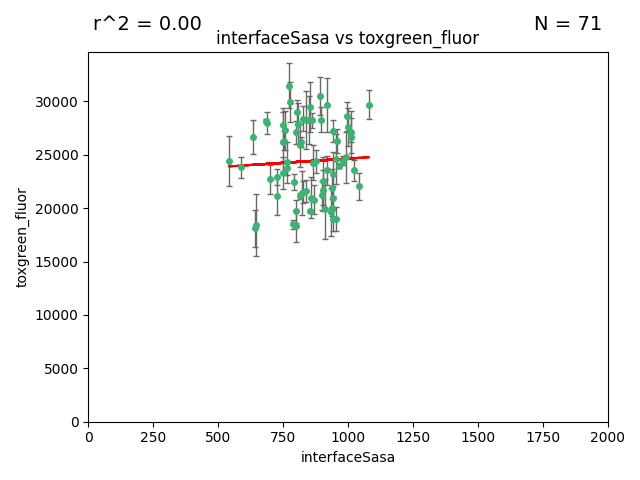 r^2 = 0.00
N = 71
interfaceSasa vs toxgreen_fluor
30000
25000
20000
15000
10000
5000
0
toxgreen_fluor
0 250 500 750 1000 1250 1500 1750 2000
interfaceSasa